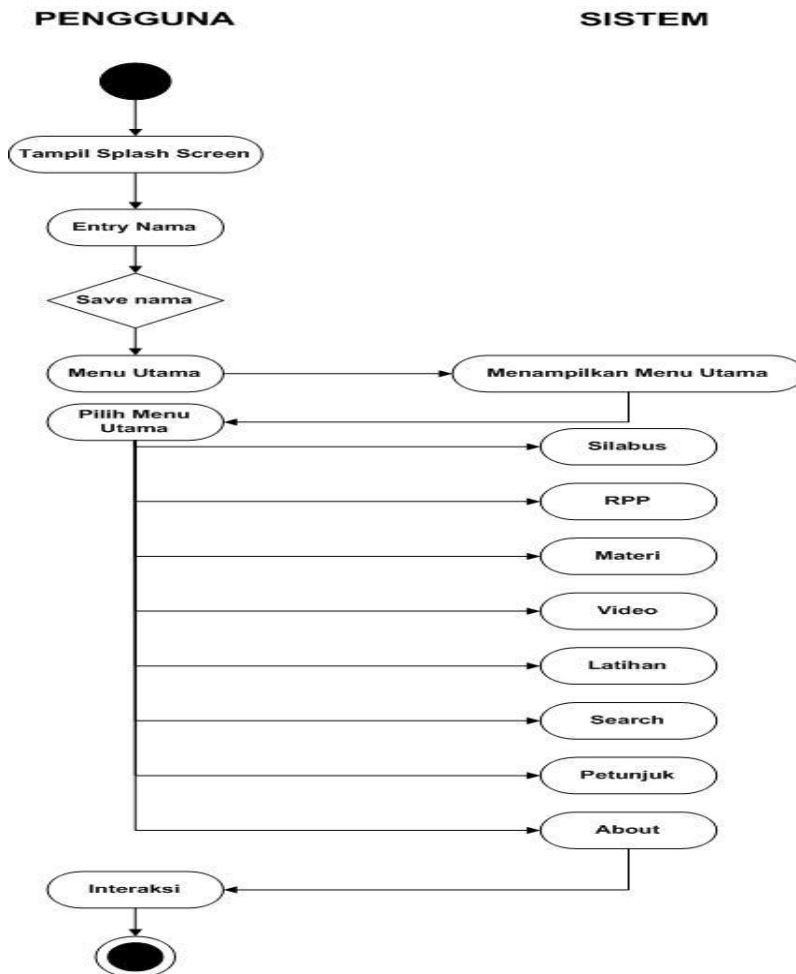 PENGGUNA
SISTEM
Tampil Splash Screen
Entry Nama
Save nama
Menu Utama
Menampilkan Menu Utama
Pilih Menu
Utama
Silabus
RPP
Materi
Video
Latihan
Search
Petunjuk
About
Interaksi